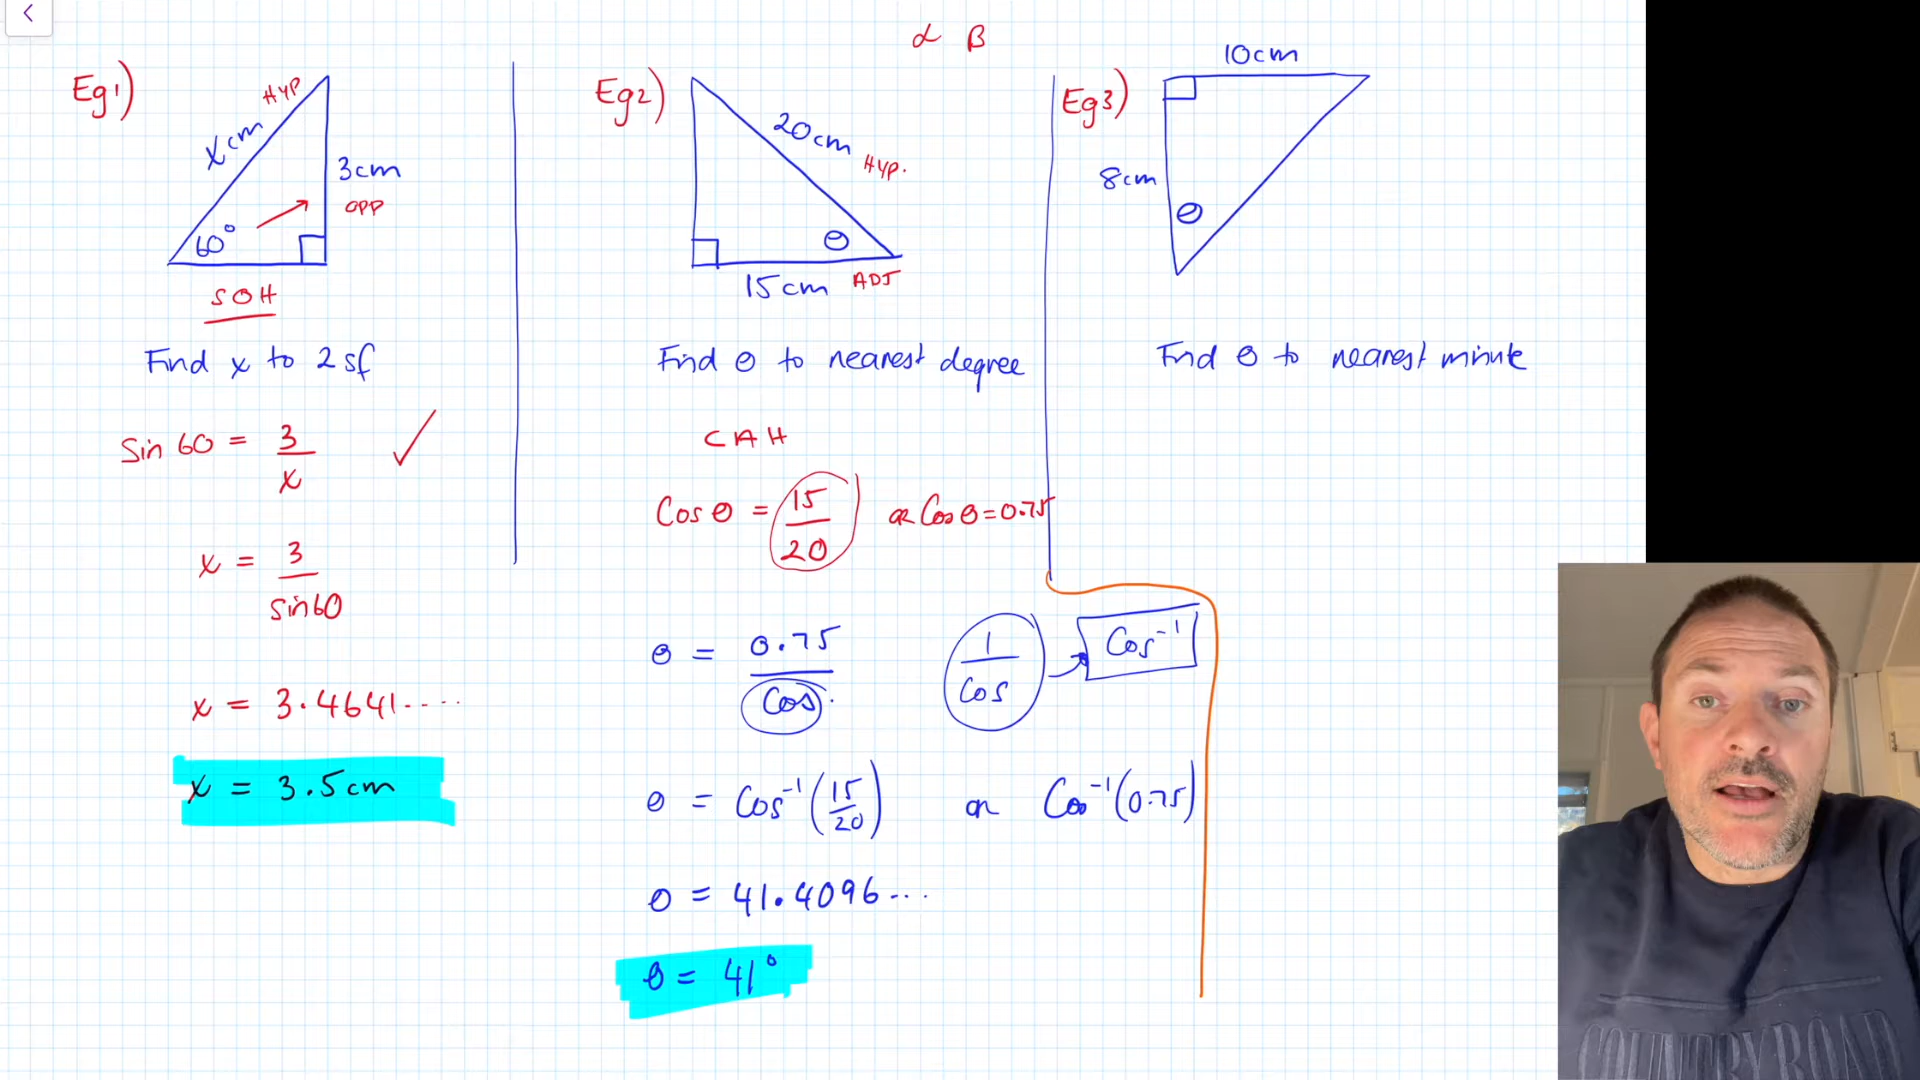 α β
Eg1)
HYP
x cm
3cm
OPP
60°
SOH
Find x to 2 sf
Sin 60 = 3/x
x = 3/sin60
x = 3.4641....
x = 3.5cm
Eg2)
20cm
HYP.
θ
15cm ADJ
Find θ to nearest degree
CAH
Cos θ = 15/20 or Cos θ = 0.75
θ = 0.75/Cos. 1/Cos Cos⁻¹
θ = Cos⁻¹(15/20) or Cos⁻¹(0.75)
θ = 41.4096...
θ = 41°
Eg3)
10cm
8cm
θ
Find θ to nearest minute
COUNTRY ROAD